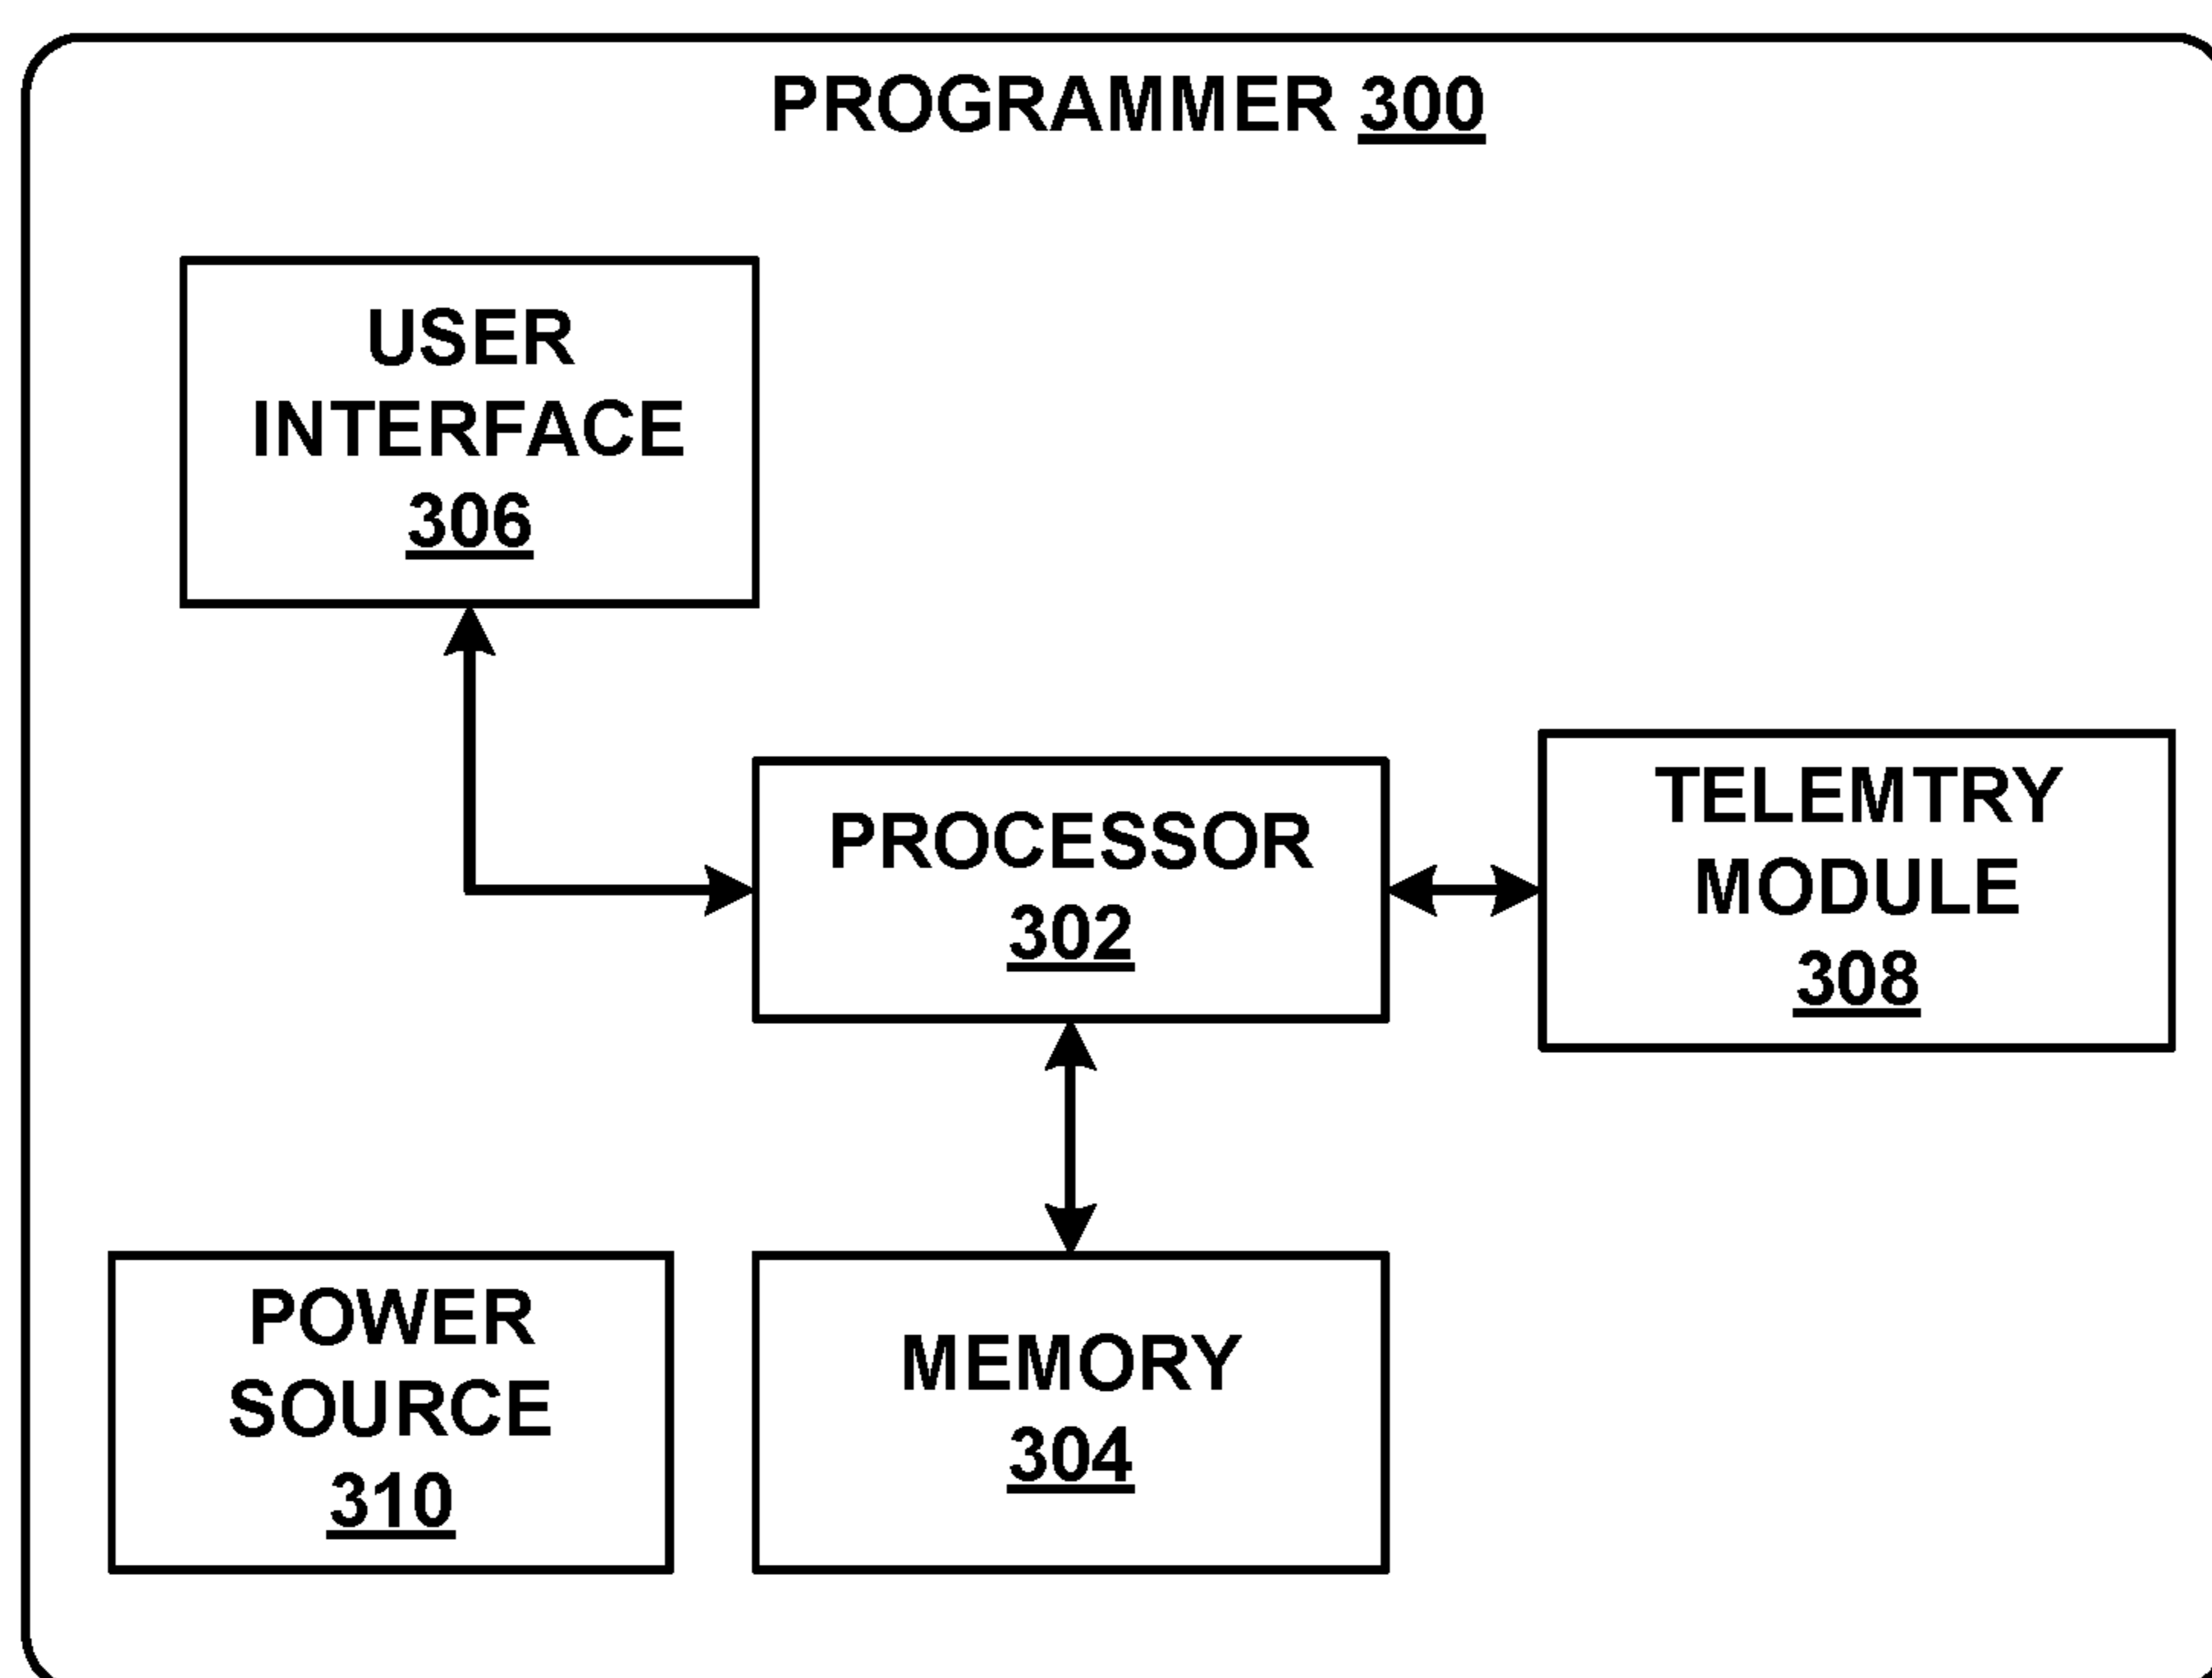 PROGRAMMER 300
USER
INTERFACE
306
PROCESSOR
302
TELEMTRY
MODULE
308
POWER
SOURCE
310
MEMORY
304